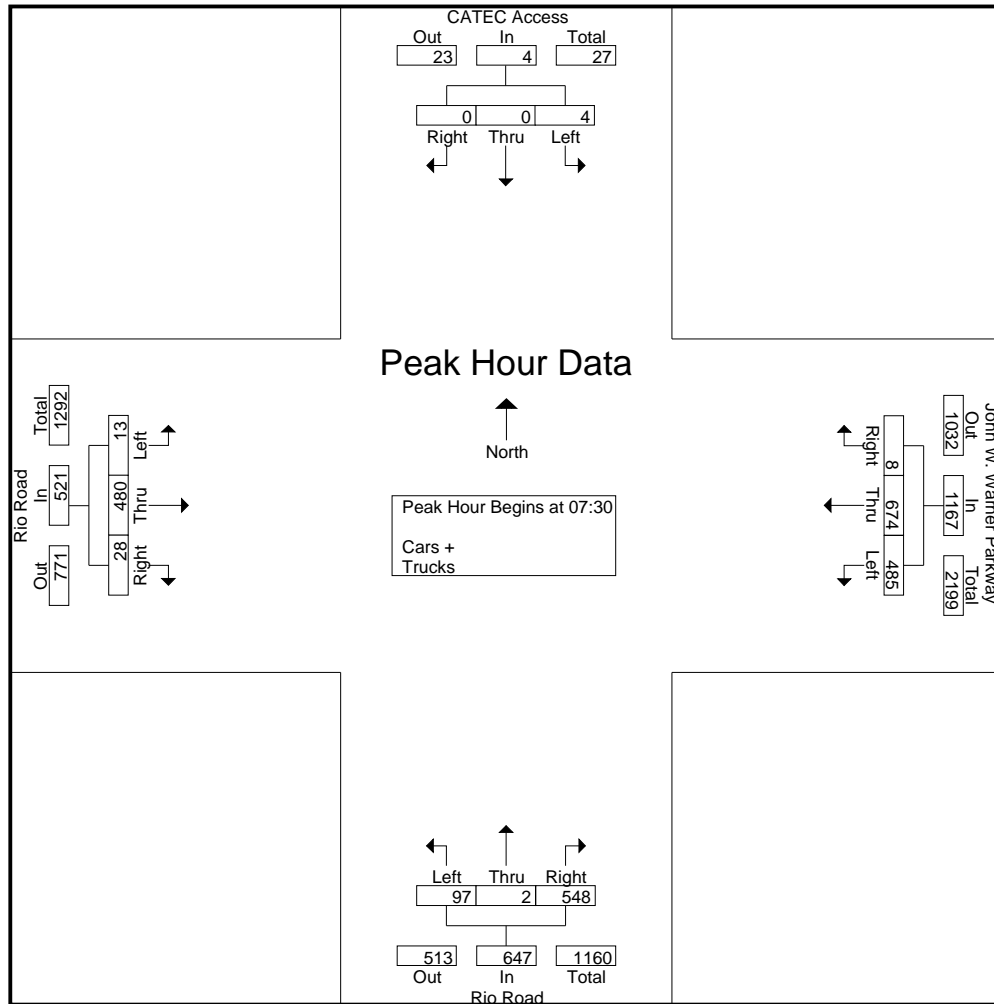 CATEC Access
Out In Total
23 4 27
0 0 4
Right Thru Left
Peak Hour Data
North
Peak Hour Begins at 07:30
Cars +
Trucks
Rio Road
Out In Total
771 521 1292
28 480 13
Right Thru Left
John W. Warner Parkway
Out In Total
1032 1167 2199
8 674 485
Right Thru Left
Left Thru Right
97 2 548
513 647 1160
Out In Total
Rio Road